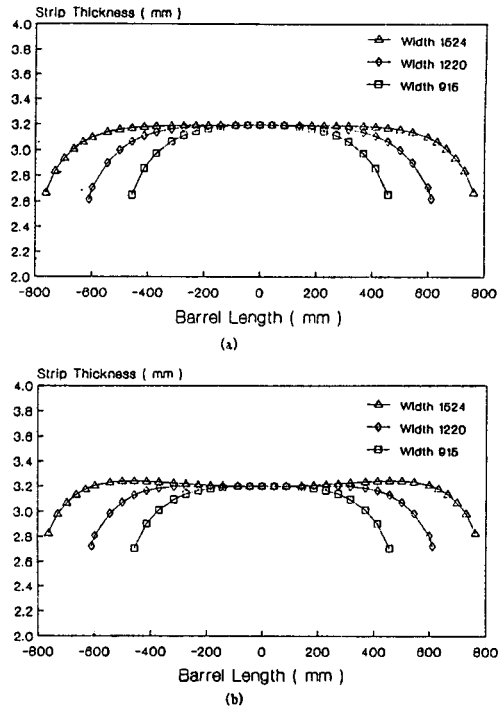 Strip Thickness ( mm )
4.0
3.8
3.6
3.4
3.2
3.0
2.8
2.6
2.4
2.2
2.0
Width 1524
Width 1220
Width 915
-800 -600 -400 -200 0 200 400 600 800
Barrel Length ( mm )
(a)
Strip Thickness ( mm )
4.0
3.8
3.6
3.4
3.2
3.0
2.8
2.6
2.4
2.2
2.0
Width 1524
Width 1220
Width 915
-800 -600 -400 -200 0 200 400 600 800
Barrel Length ( mm )
(b)